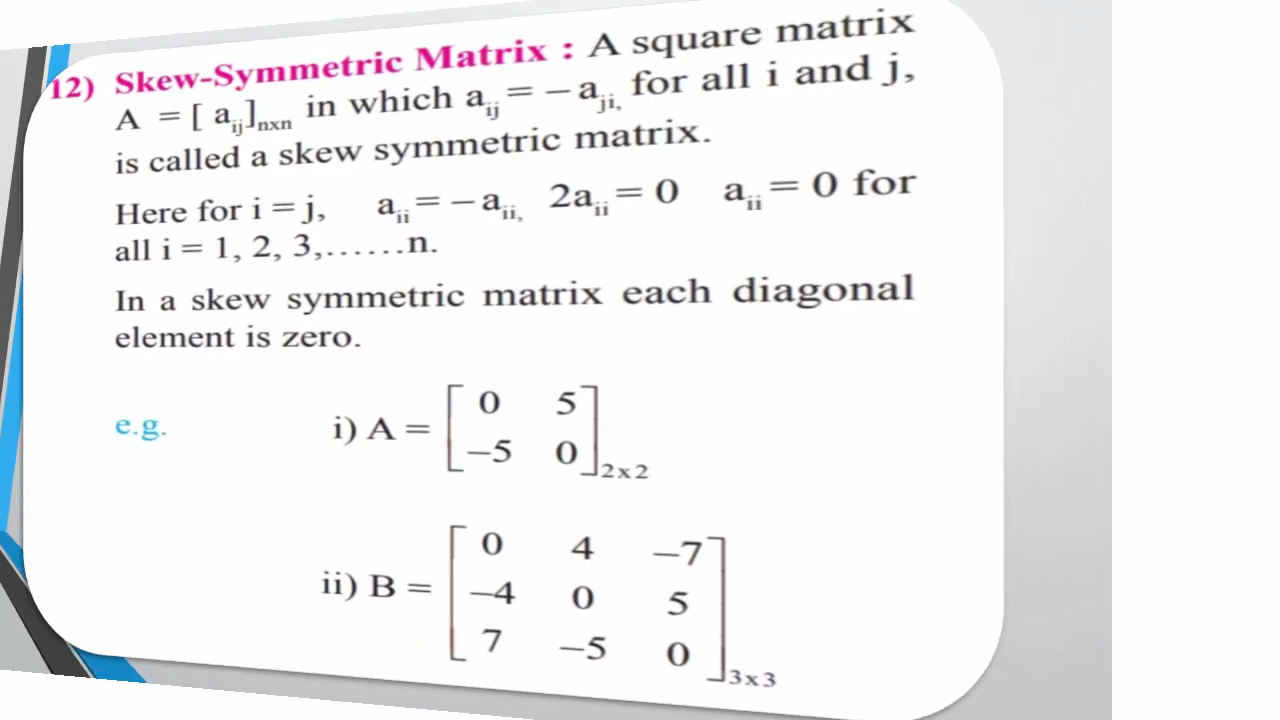 12) Skew-Symmetric Matrix : A square matrix
A = [ aij]nxn in which aij = – aji, for all i and j,
is called a skew symmetric matrix.
Here for i = j, aii = – aii, 2aii = 0 aii = 0 for
all i = 1, 2, 3,......n.
In a skew symmetric matrix each diagonal
element is zero.
e.g. i) A = [ 0 5
–5 0 ]2x2
ii) B = [ 0 4 –7
–4 0 5
7 –5 0 ]3x3